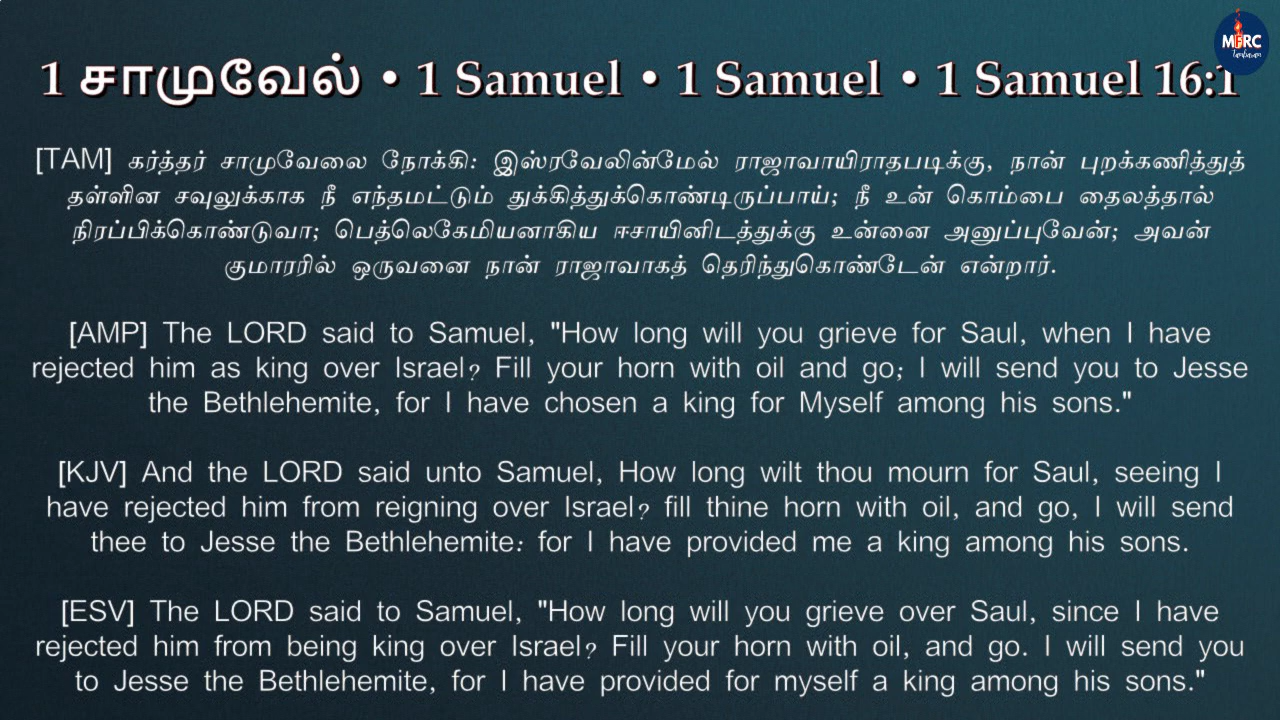 MFRC
Tambaram
1 சாமுவேல் • 1 Samuel • 1 Samuel • 1 Samuel 16:1
[TAM] கர்த்தர் சாமுவேலை நோக்கி: இஸ்ரவேலின்மேல் ராஜாவாயிராதபடிக்கு, நான் புறக்கணித்துத்
தள்ளின சவுலுக்காக நீ எந்தமட்டும் துக்கித்துக்கொண்டிருப்பாய்; நீ உன் கொம்பை தைலத்தால்
நிரப்பிக்கொண்டுவா; பெத்லெகேமியனாகிய ஈசாயினிடத்துக்கு உன்னை அனுப்புவேன்; அவன்
குமாரரில் ஒருவனை நான் ராஜாவாகத் தெரிந்துகொண்டேன் என்றார்.
[AMP] The LORD said to Samuel, "How long will you grieve for Saul, when I have
rejected him as king over Israel? Fill your horn with oil and go; I will send you to Jesse
the Bethlehemite, for I have chosen a king for Myself among his sons."
[KJV] And the LORD said unto Samuel, How long wilt thou mourn for Saul, seeing I
have rejected him from reigning over Israel? fill thine horn with oil, and go, I will send
thee to Jesse the Bethlehemite: for I have provided me a king among his sons.
[ESV] The LORD said to Samuel, "How long will you grieve over Saul, since I have
rejected him from being king over Israel? Fill your horn with oil, and go. I will send you
to Jesse the Bethlehemite, for I have provided for myself a king among his sons."